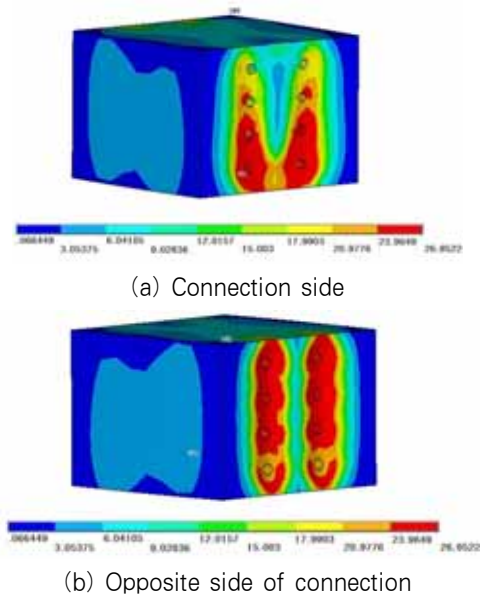 .066449 3.05375 6.04105 9.02836 12.0157 15.003 17.9903 20.9776 23.9649 26.9522
(a) Connection side
.066449 3.05375 6.04105 9.02836 12.0157 15.003 17.9903 20.9776 23.9649 26.9522
(b) Opposite side of connection